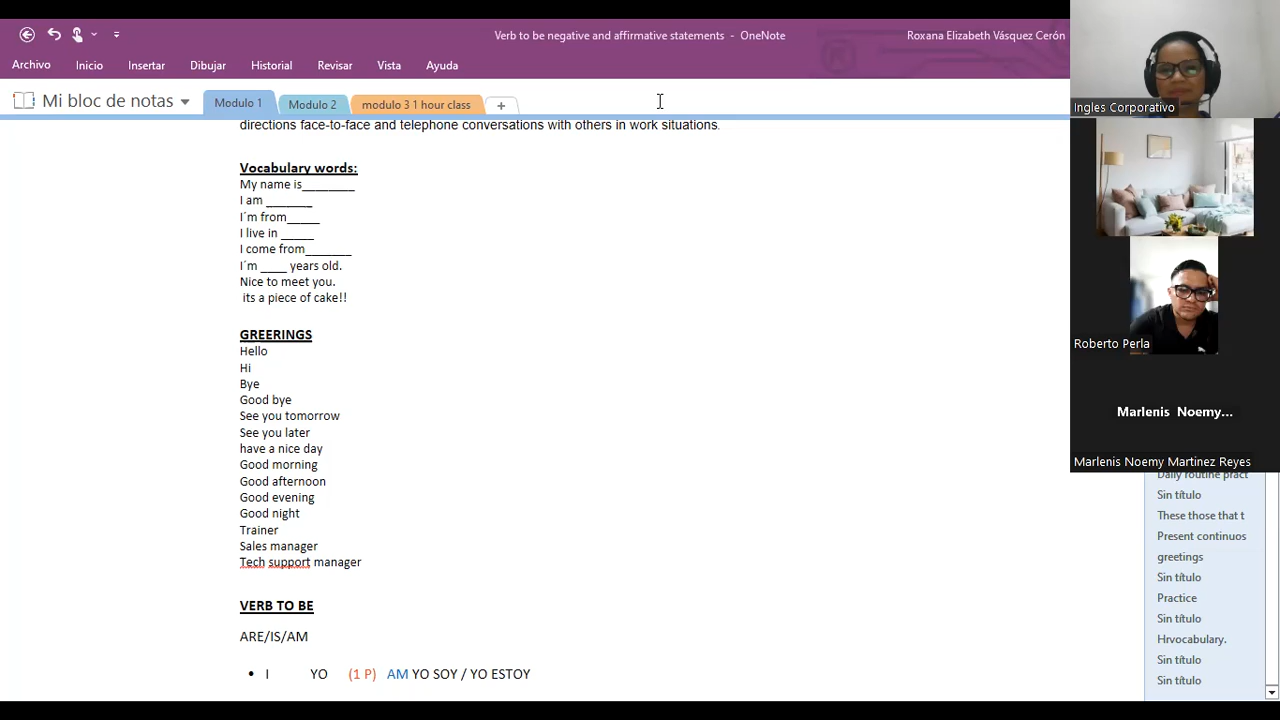 Verb to be negative and affirmative statements - OneNote
Roxana Elizabeth Vásquez Cerón
Archivo Inicio Insertar Dibujar Historial Revisar Vista Ayuda
Mi bloc de notas Modulo 1 Modulo 2 modulo 3 1 hour class +
directions face-to-face and telephone conversations with others in work situations.
Vocabulary words:
My name is________
I am _______
I´m from_____
I live in _____
I come from_______
I´m ____ years old.
Nice to meet you.
its a piece of cake!!
GREERINGS
Hello
Hi
Bye
Good bye
See you tomorrow
See you later
have a nice day
Good morning
Good afternoon
Good evening
Good night
Trainer
Sales manager
Tech support manager
VERB TO BE
ARE/IS/AM
• I YO (1 P) AM YO SOY / YO ESTOY
Ingles Corporativo
Roberto Perla
Marlenis Noemy...
Marlenis Noemy Martinez Reyes
Daily routine pract
Sin título
These those that t
Present continuos
greetings
Sin título
Practice
Sin título
Hrvocabulary.
Sin título
Sin título